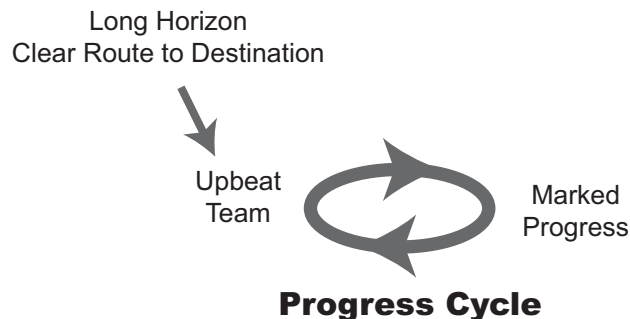 Long Horizon
Clear Route to Destination
Upbeat
Team
Marked
Progress
Progress Cycle